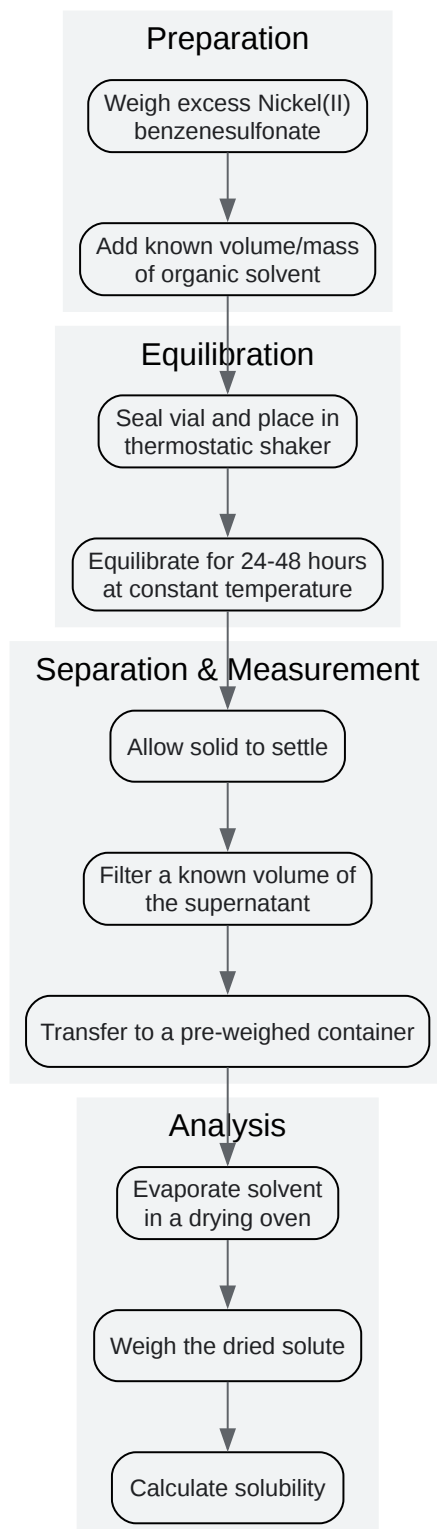 Preparation
Weigh excess Nickel(II)
benzenesulfonate
Add known volume/mass
of organic solvent
Equilibration
Seal vial and place in
thermostatic shaker
Equilibrate for 24-48 hours
at constant temperature
Separation & Measurement
Allow solid to settle
Filter a known volume of
the supernatant
Transfer to a pre-weighed container
Analysis
Evaporate solvent
in a drying oven
Weigh the dried solute
Calculate solubility